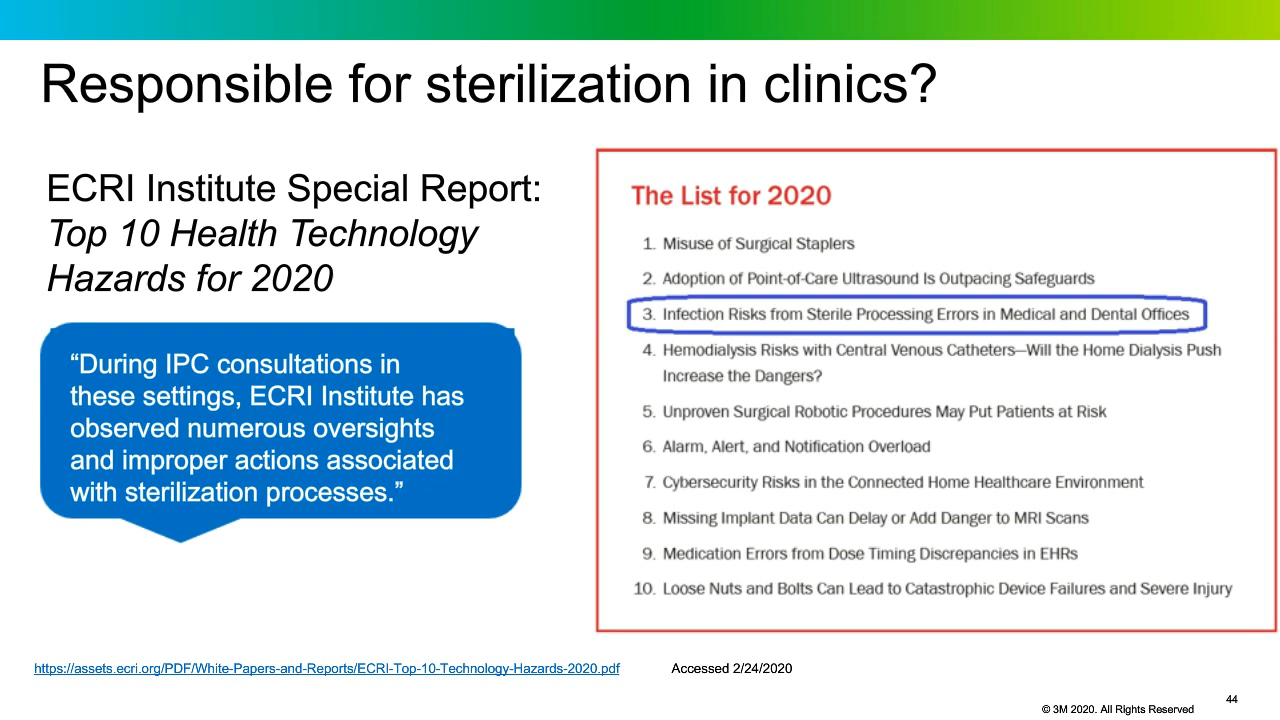 Responsible for sterilization in clinics?
ECRI Institute Special Report:
Top 10 Health Technology
Hazards for 2020
“During IPC consultations in
these settings, ECRI Institute has
observed numerous oversights
and improper actions associated
with sterilization processes.”
The List for 2020
1. Misuse of Surgical Staplers
2. Adoption of Point-of-Care Ultrasound Is Outpacing Safeguards
3. Infection Risks from Sterile Processing Errors in Medical and Dental Offices
4. Hemodialysis Risks with Central Venous Catheters—Will the Home Dialysis Push
Increase the Dangers?
5. Unproven Surgical Robotic Procedures May Put Patients at Risk
6. Alarm, Alert, and Notification Overload
7. Cybersecurity Risks in the Connected Home Healthcare Environment
8. Missing Implant Data Can Delay or Add Danger to MRI Scans
9. Medication Errors from Dose Timing Discrepancies in EHRs
10. Loose Nuts and Bolts Can Lead to Catastrophic Device Failures and Severe Injury
https://assets.ecri.org/PDF/White-Papers-and-Reports/ECRI-Top-10-Technology-Hazards-2020.pdf Accessed 2/24/2020
44
© 3M 2020. All Rights Reserved